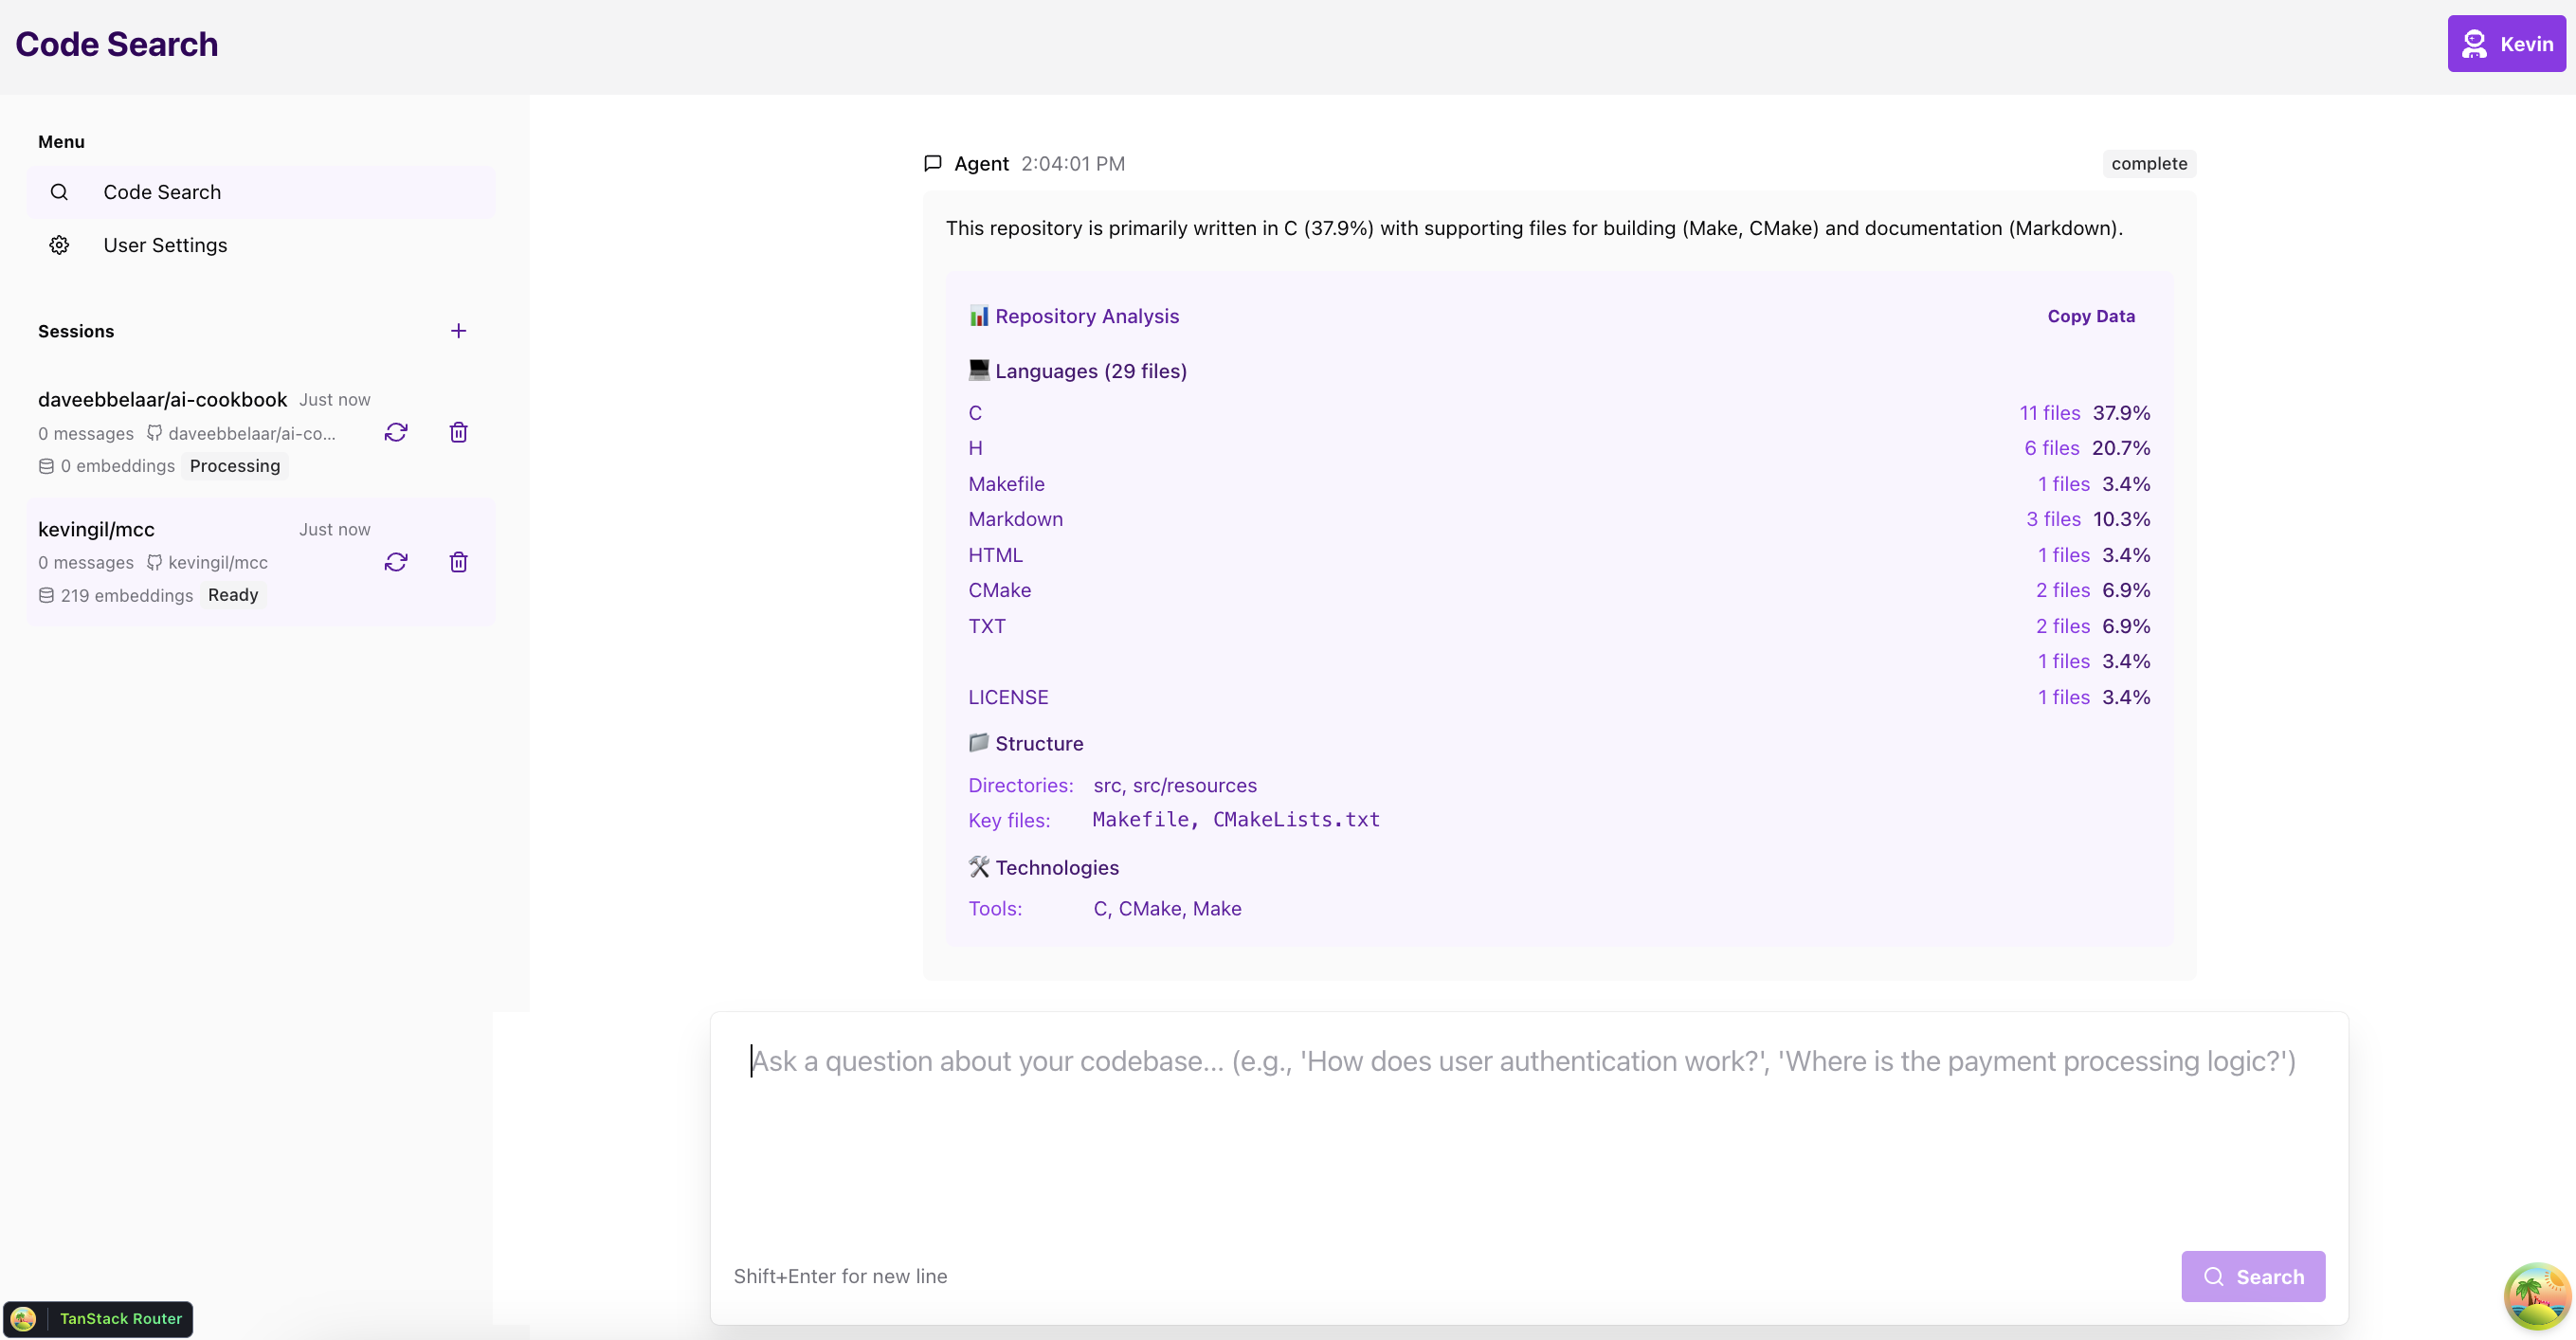 Code Search
Kevin
Menu
Code Search
User Settings
Sessions
daveebbelaar/ai-cookbook Just now
0 messages daveebbelaar/ai-co...
0 embeddings Processing
kevingil/mcc Just now
0 messages kevingil/mcc
219 embeddings Ready
Agent 2:04:01 PM complete
This repository is primarily written in C (37.9%) with supporting files for building (Make, CMake) and documentation (Markdown).
📊 Repository Analysis Copy Data
💻 Languages (29 files)
C 11 files 37.9%
H 6 files 20.7%
Makefile 1 files 3.4%
Markdown 3 files 10.3%
HTML 1 files 3.4%
CMake 2 files 6.9%
TXT 2 files 6.9%
1 files 3.4%
LICENSE 1 files 3.4%
📁 Structure
Directories: src, src/resources
Key files: Makefile, CMakeLists.txt
🛠 Technologies
Tools: C, CMake, Make
Ask a question about your codebase... (e.g., 'How does user authentication work?', 'Where is the payment processing logic?')
Shift+Enter for new line
Search
TanStack Router